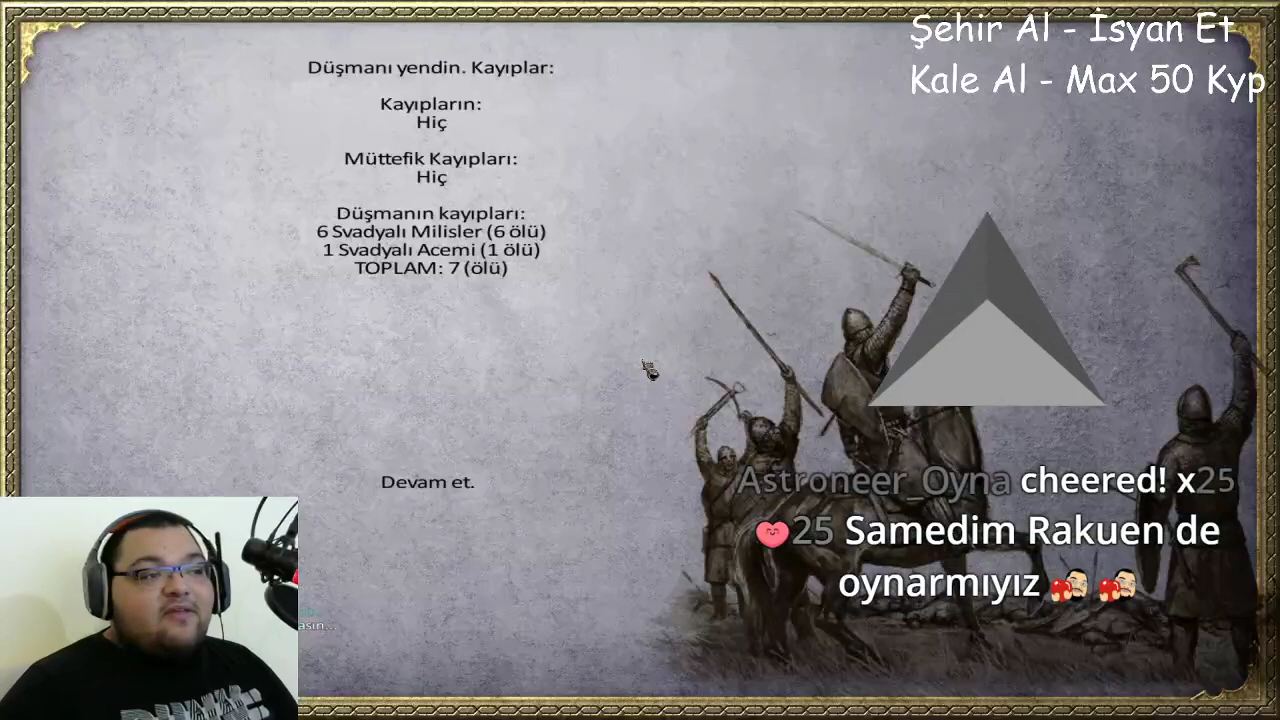 Şehir Al - İsyan Et
Kale Al - Max 50 Kyp
Düşmanı yendin. Kayıplar:
Kayıpların:
Hiç
Müttefik Kayıpları:
Hiç
Düşmanın kayıpları:
6 Svadyalı Milisler (6 ölü)
1 Svadyalı Acemi (1 ölü)
TOPLAM: 7 (ölü)
Devam et.
Astroneer_Oyna cheered! x25
25 Samedim Rakuen de
oynarmıyız